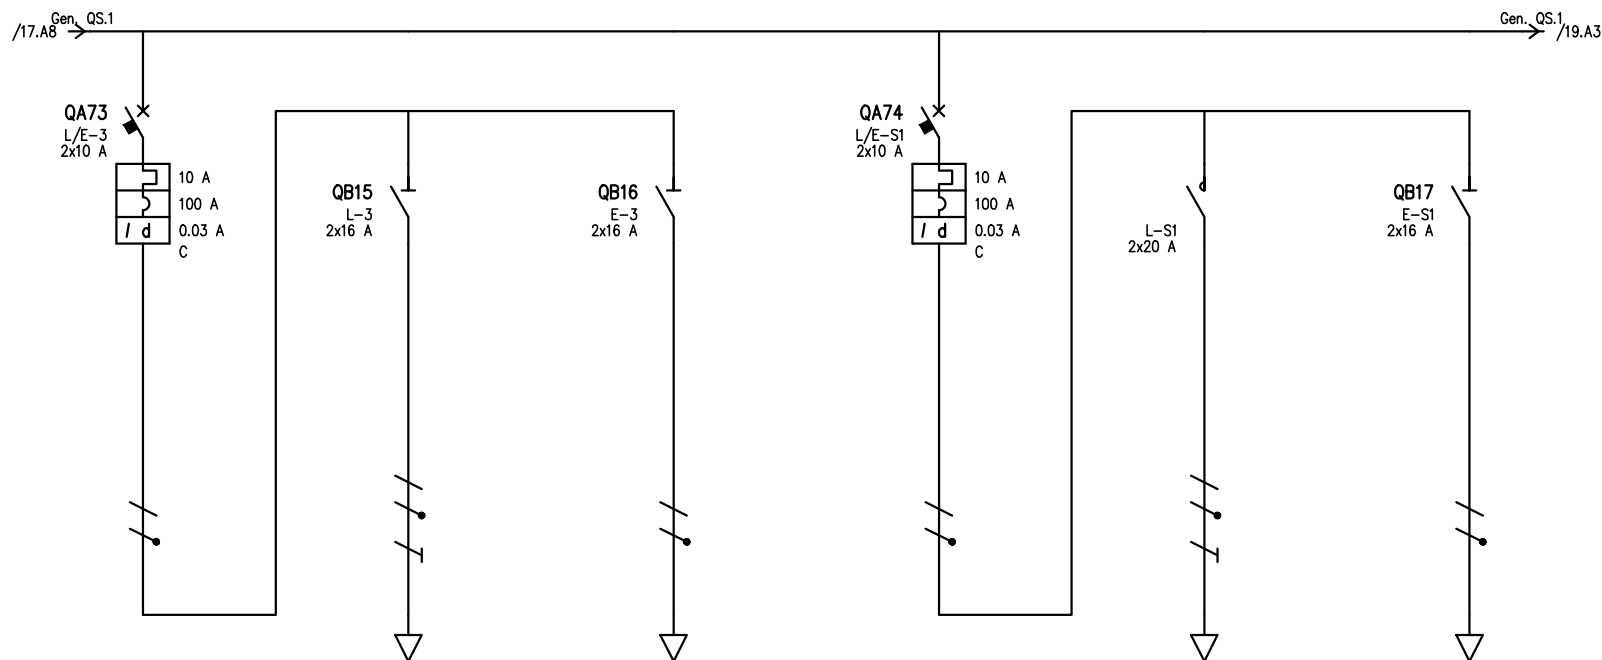 Gen. QS.1
/17.A8
Gen. QS.1
/19.A3
QA73
L/E-3
2x10 A
10 A
100 A
I d
0.03 A
C
QB15
L-3
2x16 A
QB16
E-3
2x16 A
QA74
L/E-S1
2x10 A
10 A
100 A
I d
0.03 A
C
L-S1
2x20 A
QB17
E-S1
2x16 A